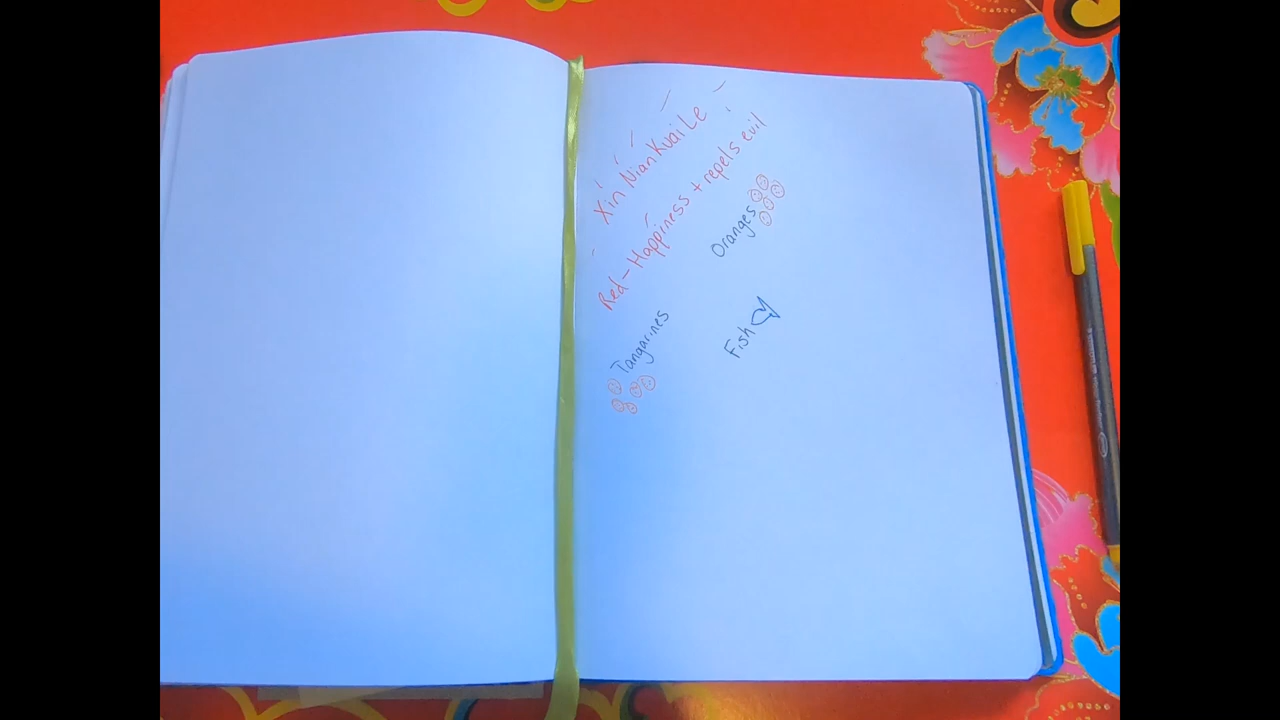 Xin Nian Kuai Le
Red - Happiness + repels evil
Oranges
Tangarines
Fish